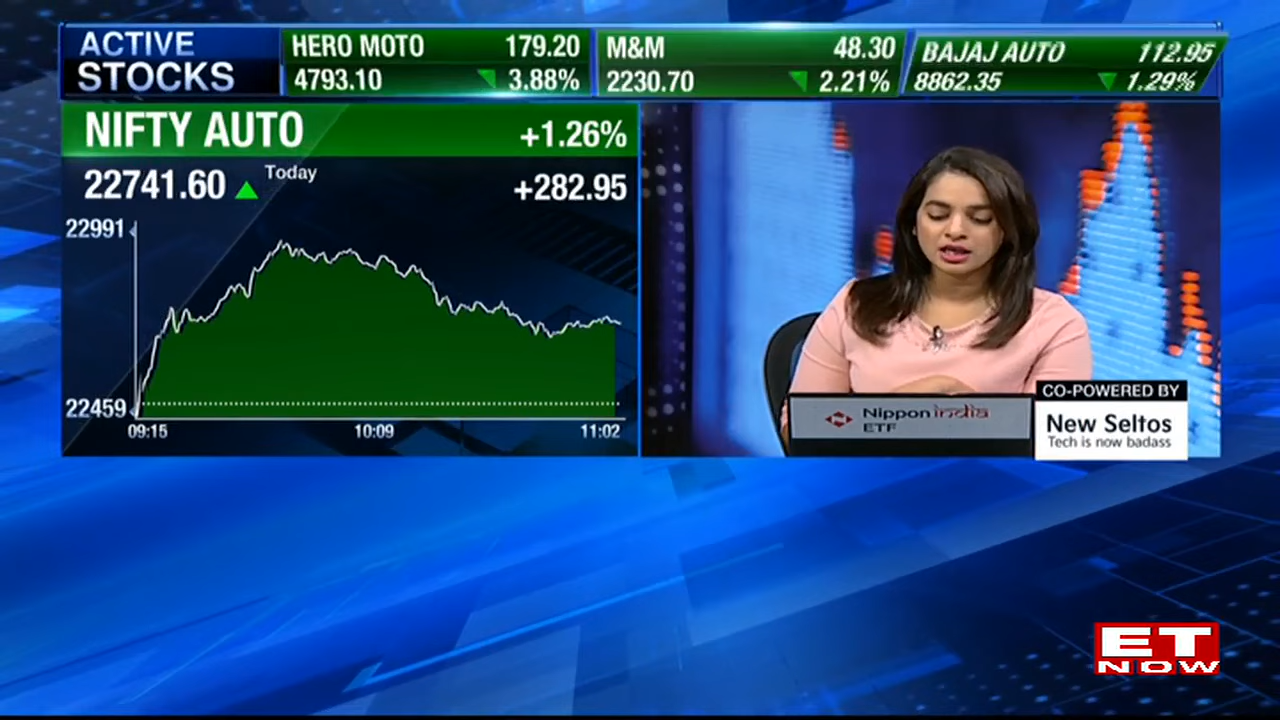 ACTIVE
STOCKS
HERO MOTO 179.20
4793.10 3.88%
M&M 48.30
2230.70 2.21%
BAJAJ AUTO 112.95
8862.35 1.29%
NIFTY AUTO +1.26%
22741.60 Today +282.95
22991
22459
09:15 10:09 11:02
Nippon india
ETF
CO-POWERED BY
New Seltos
Tech is now badass
ET
NOW